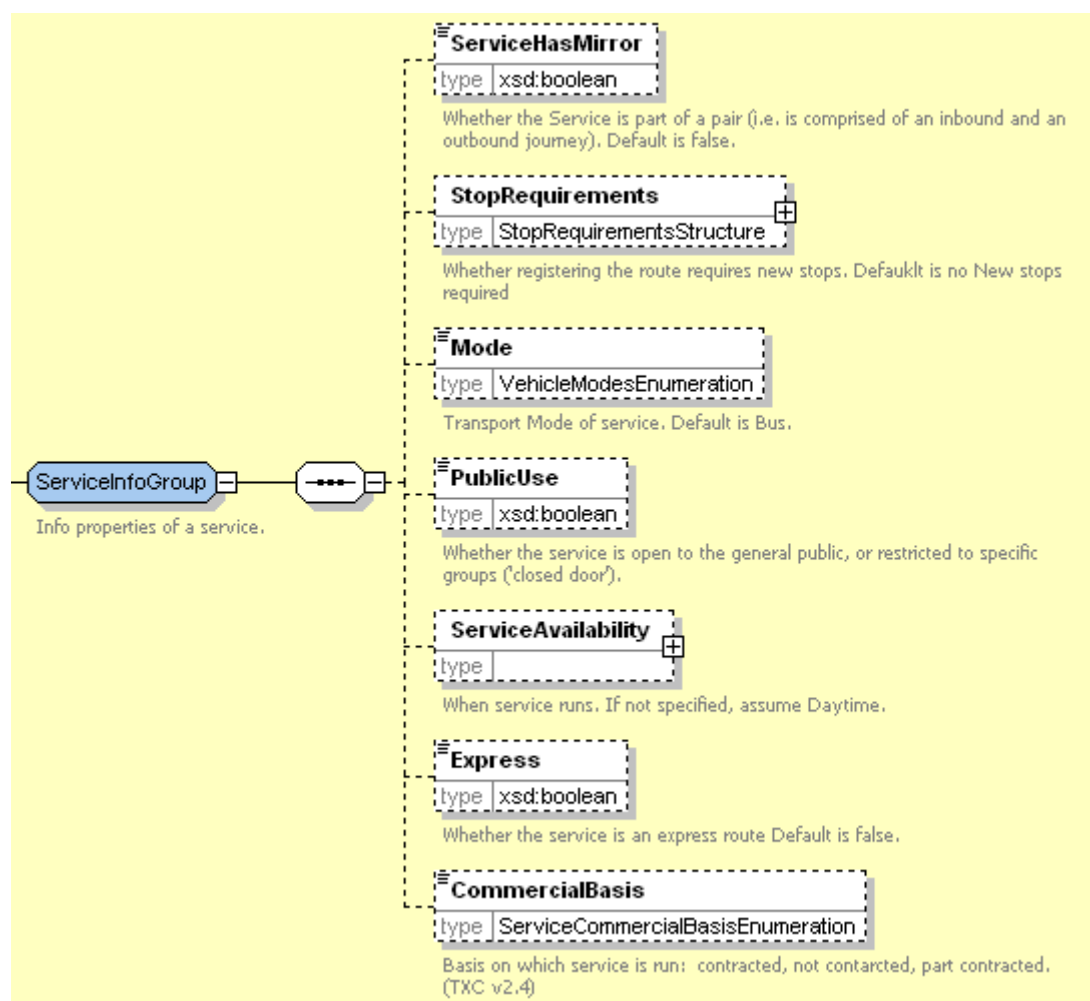 ServiceHasMirror
type xsd:boolean
Whether the Service is part of a pair (i.e. is comprised of an inbound and an
outbound journey). Default is false.
StopRequirements
type StopRequirementsStructure
Whether registering the route requires new stops. Defauklt is no New stops
required
Mode
type VehicleModesEnumeration
Transport Mode of service. Default is Bus.
ServiceInfoGroup
Info properties of a service.
PublicUse
type xsd:boolean
Whether the service is open to the general public, or restricted to specific
groups ('closed door').
ServiceAvailability
type
When service runs. If not specified, assume Daytime.
Express
type xsd:boolean
Whether the service is an express route Default is false.
CommercialBasis
type ServiceCommercialBasisEnumeration
Basis on which service is run:  contracted, not contarcted, part contracted.
(TXC v2.4)